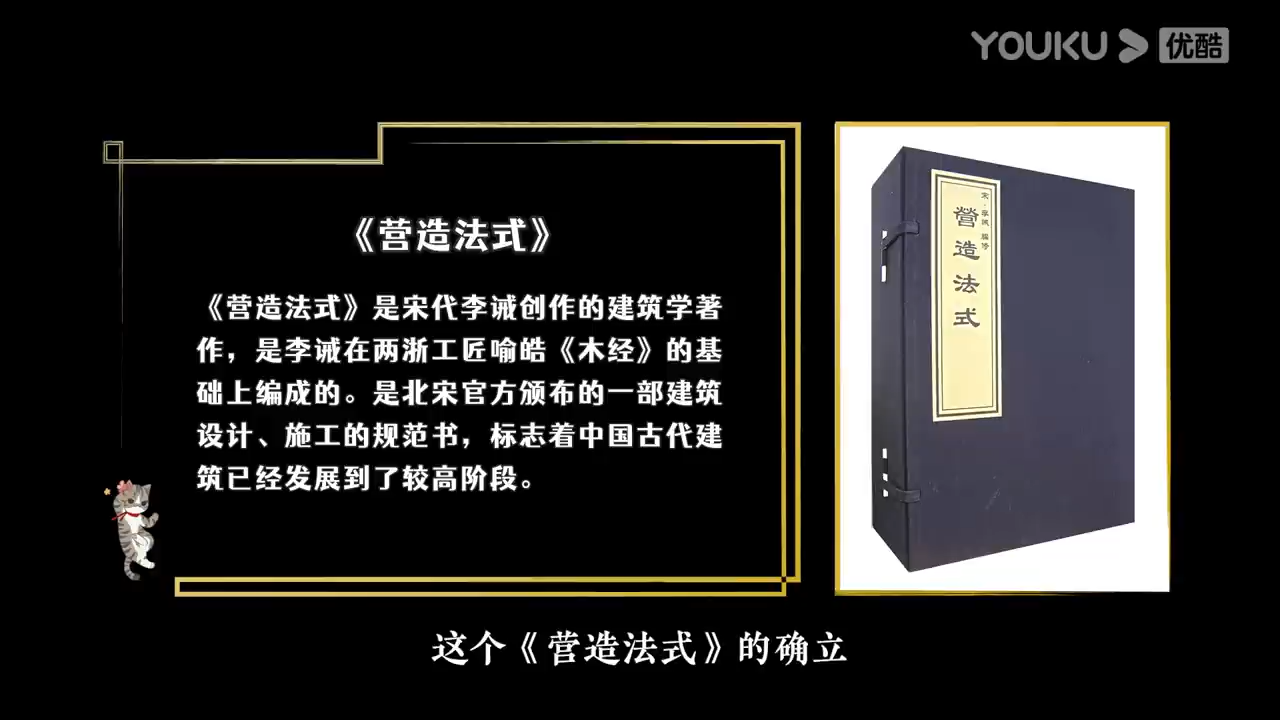 YOUKU 优酷
《营造法式》
《营造法式》是宋代李诫创作的建筑学著
作，是李诫在两浙工匠喻皓《木经》的基
础上编成的。是北宋官方颁布的一部建筑
设计、施工的规范书，标志着中国古代建
筑已经发展到了较高阶段。
宋·李诫 编修
營造法式
这个《营造法式》的确立